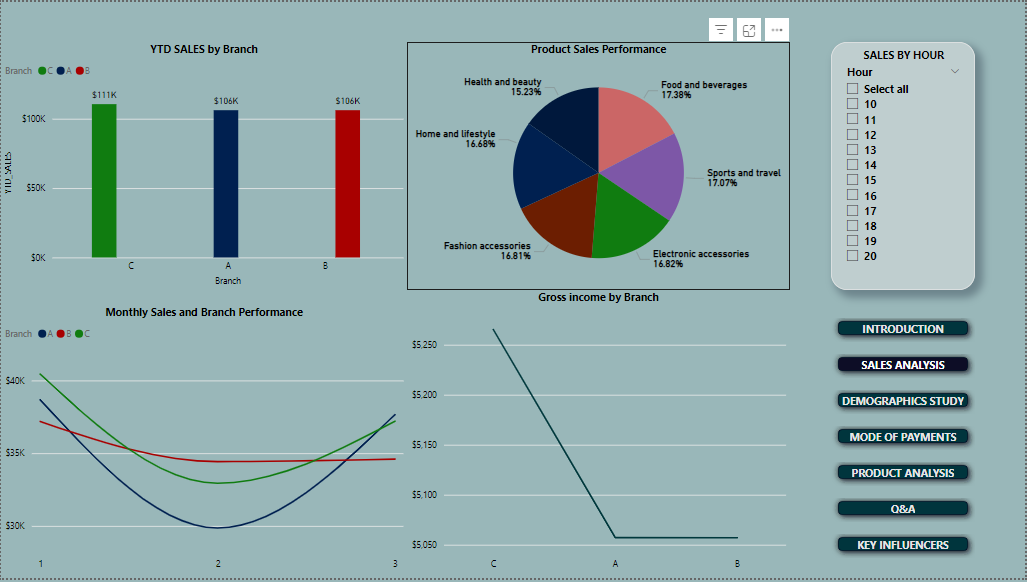 YTD SALES by Branch
Branch C A B
YTD_SALES
$100K
$50K
$0K
$111K
$106K
$106K
C
A
B
Branch
Product Sales Performance
Health and beauty
15.23%
Food and beverages
17.38%
Home and lifestyle
16.68%
Sports and travel
17.07%
Fashion accessories
16.81%
Electronic accessories
16.82%
SALES BY HOUR
Hour
Select all
10
11
12
13
14
15
16
17
18
19
20
Monthly Sales and Branch Performance
Branch A B C
$40K
$35K
$30K
1
2
3
Gross income by Branch
$5,250
$5,200
$5,150
$5,100
$5,050
C
A
B
INTRODUCTION
SALES ANALYSIS
DEMOGRAPHICS STUDY
MODE OF PAYMENTS
PRODUCT ANALYSIS
Q&A
KEY INFLUENCERS